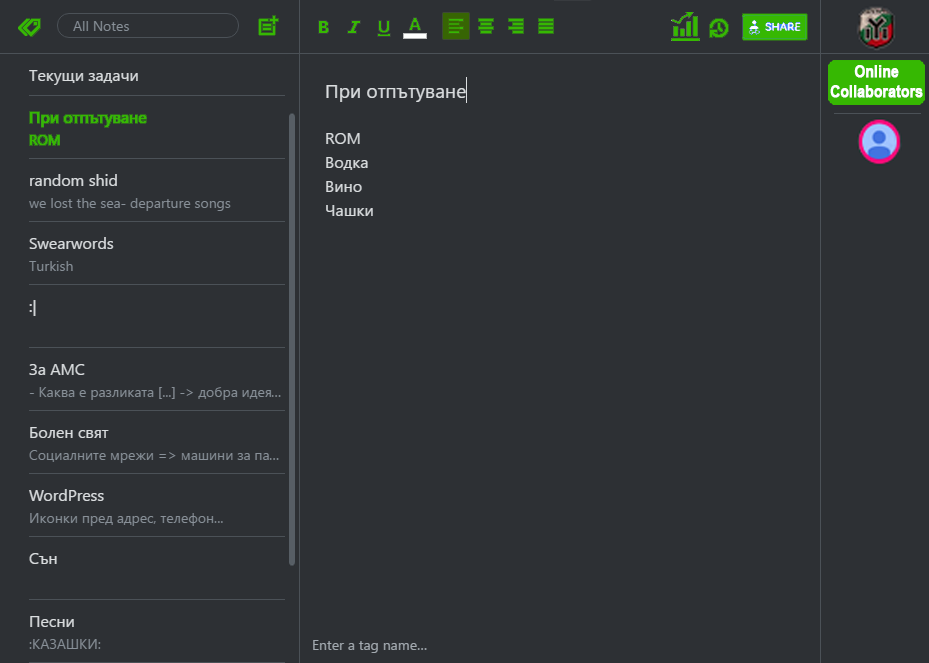 All Notes
B I U A
SHARE
Текущи задачи
При отпътуване
ROM
random shid
we lost the sea- departure songs
Swearwords
Turkish
:|
За АМС
- Каква е разликата [...] -> добра идея...
Болен свят
Социалните мрежи => машини за па...
WordPress
Иконки пред адрес, телефон...
Сън
Песни
:КАЗАШКИ:
При отпътуване
ROM
Водка
Вино
Чашки
Enter a tag name...
Online
Collaborators